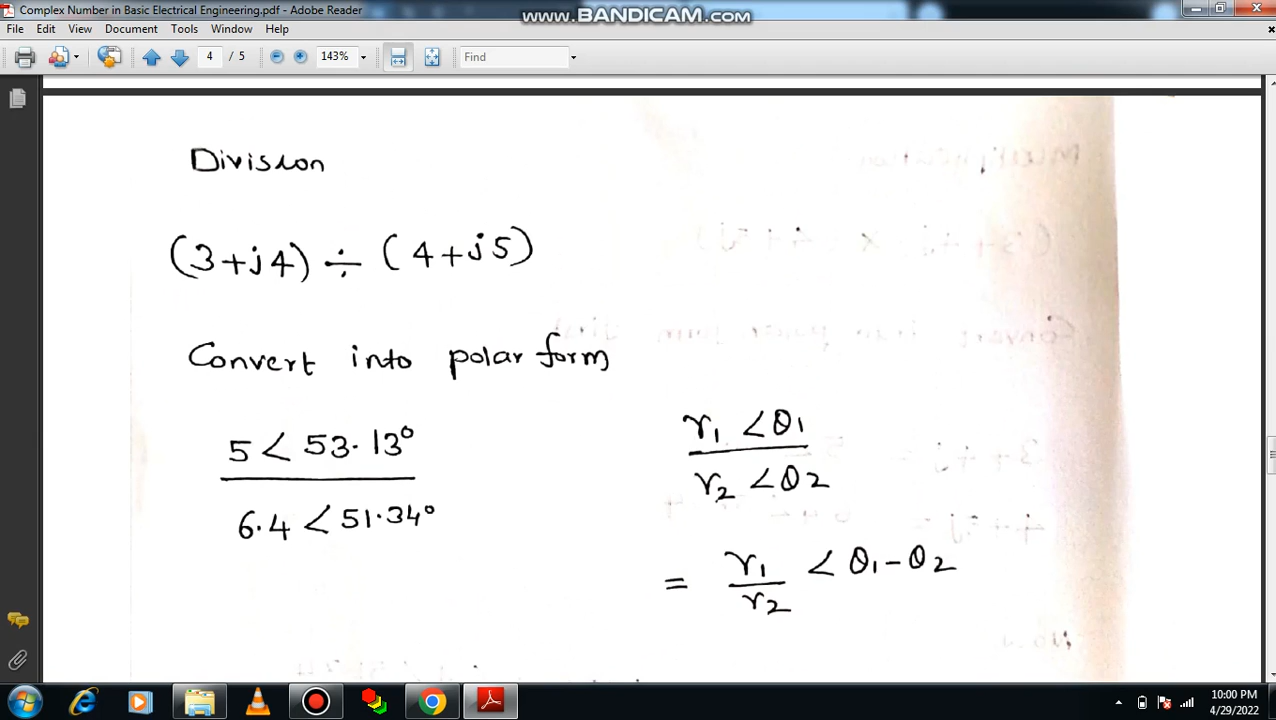 Complex Number in Basic Electrical Engineering.pdf - Adobe Reader
www.BANDICAM.com
File Edit View Document Tools Window Help
4 / 5 143% Find
Division
(3+j4) ÷ (4+j5)
Convert into polar form
5 < 53.13°
6.4 < 51.34°
r1 <θ1
r2 <θ2
= r1 < θ1-θ2
r2
10:00 PM
4/29/2022